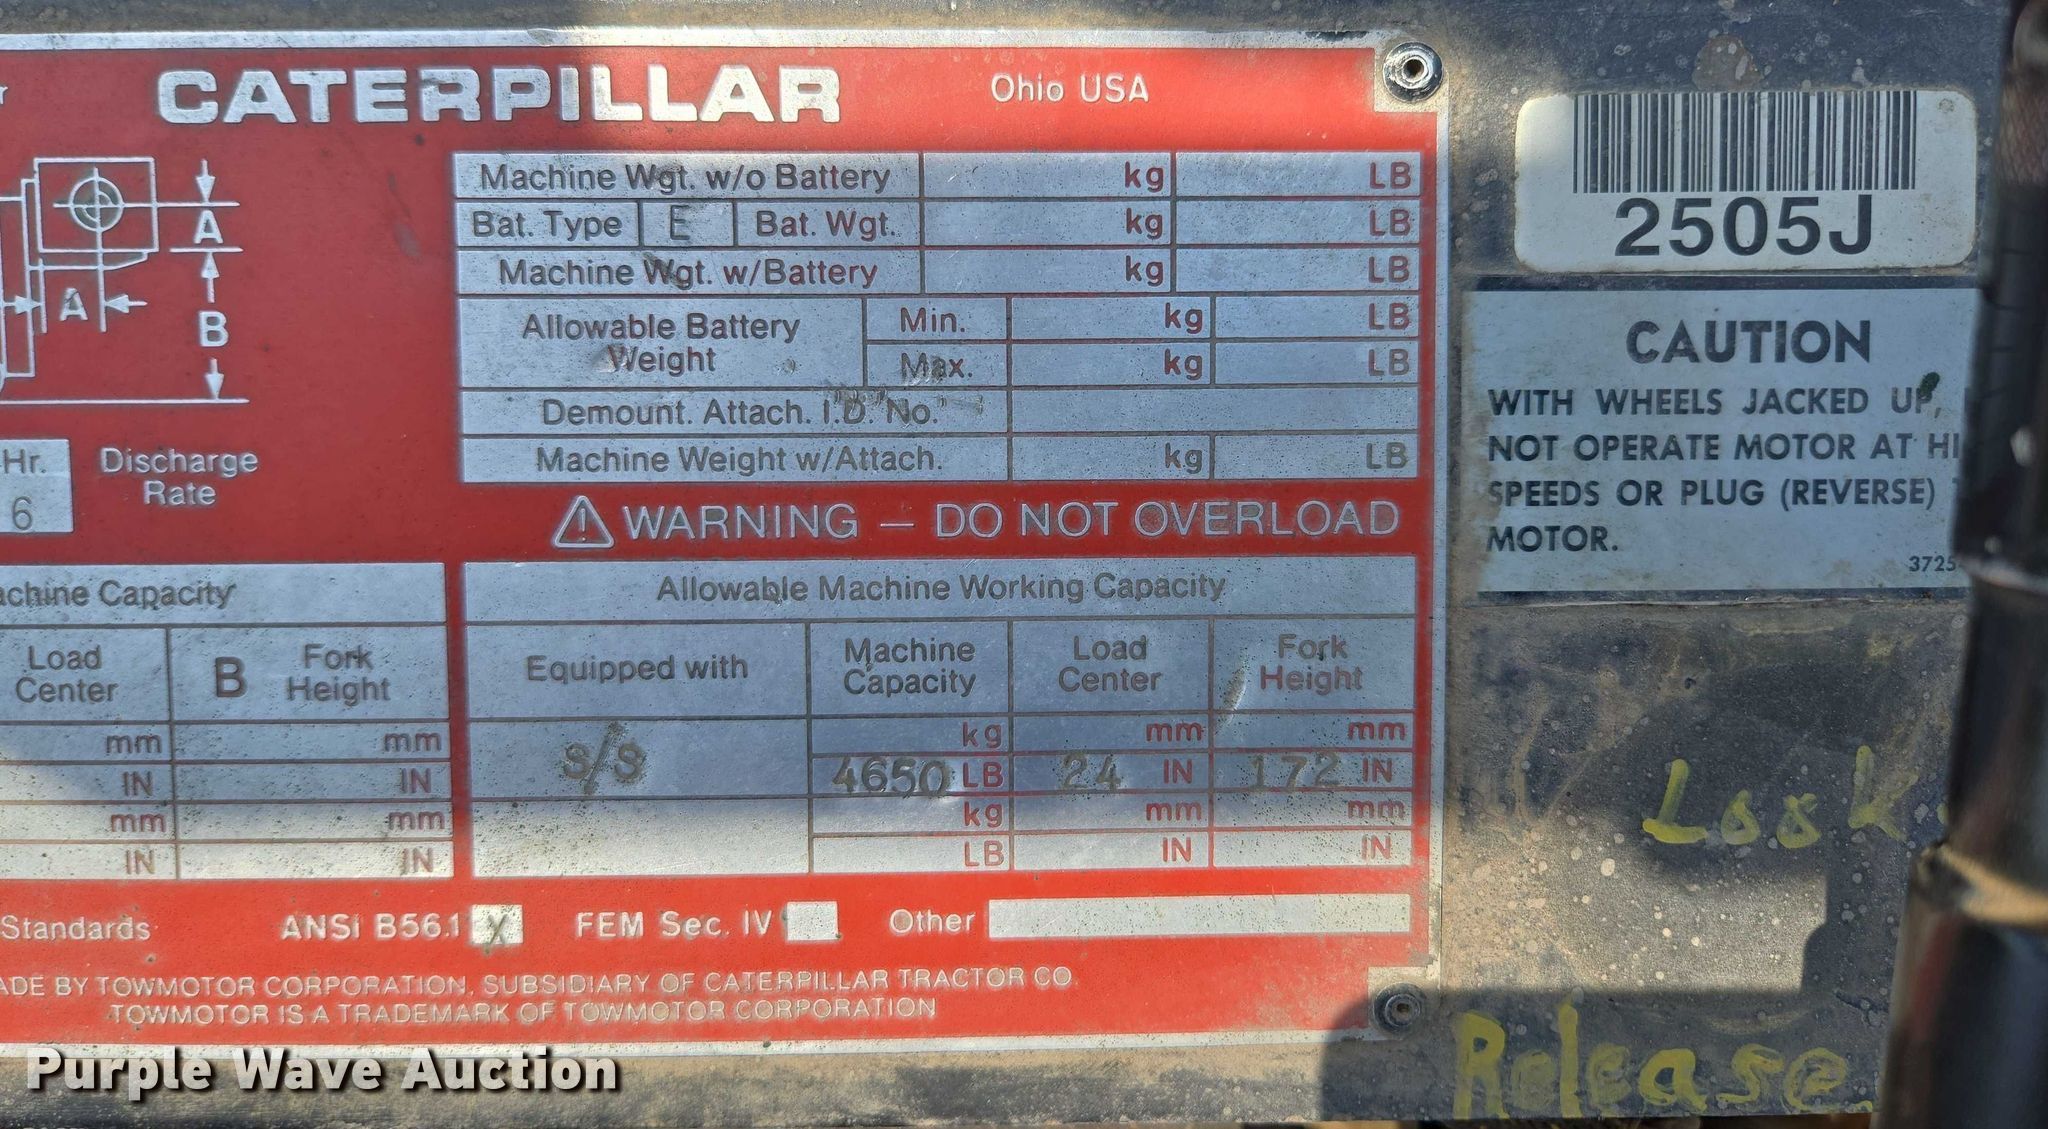 CATERPILLAR Ohio USA
Machine Wgt. w/o Battery kg LB
Bat. Type E Bat. Wgt. kg LB
Machine Wgt. w/Battery kg LB
Allowable Battery Weight Min. kg LB
Max. kg LB
Demount. Attach. I.D. No.
Machine Weight w/Attach. kg LB
A
A
B
Hr.
6
Discharge
Rate
WARNING — DO NOT OVERLOAD
Capacity
Load
Center
B Fork
Height
mm mm
IN IN
mm mm
IN IN
Allowable Machine Working Capacity
Equipped with Machine Capacity Load Center Fork Height
S/S kg mm mm
4650 LB 24 IN 172 IN
kg mm mm
LB IN IN
Standards ANSI B56.1 X FEM Sec. IV Other
BY TOWMOTOR CORPORATION, SUBSIDIARY OF CATERPILLAR TRACTOR CO.
TOWMOTOR IS A TRADEMARK OF TOWMOTOR CORPORATION
2505J
CAUTION
WITH WHEELS JACKED UP,
NOT OPERATE MOTOR AT
SPEEDS OR PLUG (REVERSE)
MOTOR.
Release
Purple Wave Auction